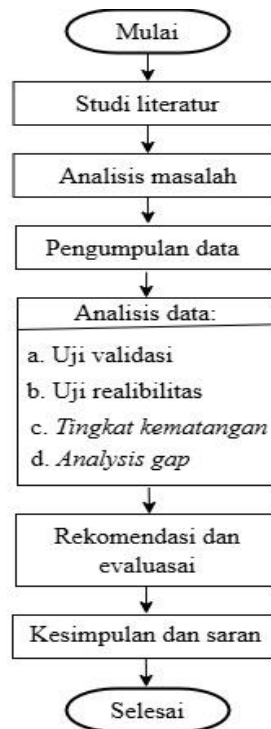 Mulai
Studi literatur
Analisis masalah
Pengumpulan data
Analisis data:
a. Uji validasi
b. Uji realibilitas
c. Tingkat kematangan
d. Analysis gap
Rekomendasi dan
evaluasai
Kesimpulan dan saran
Selesai